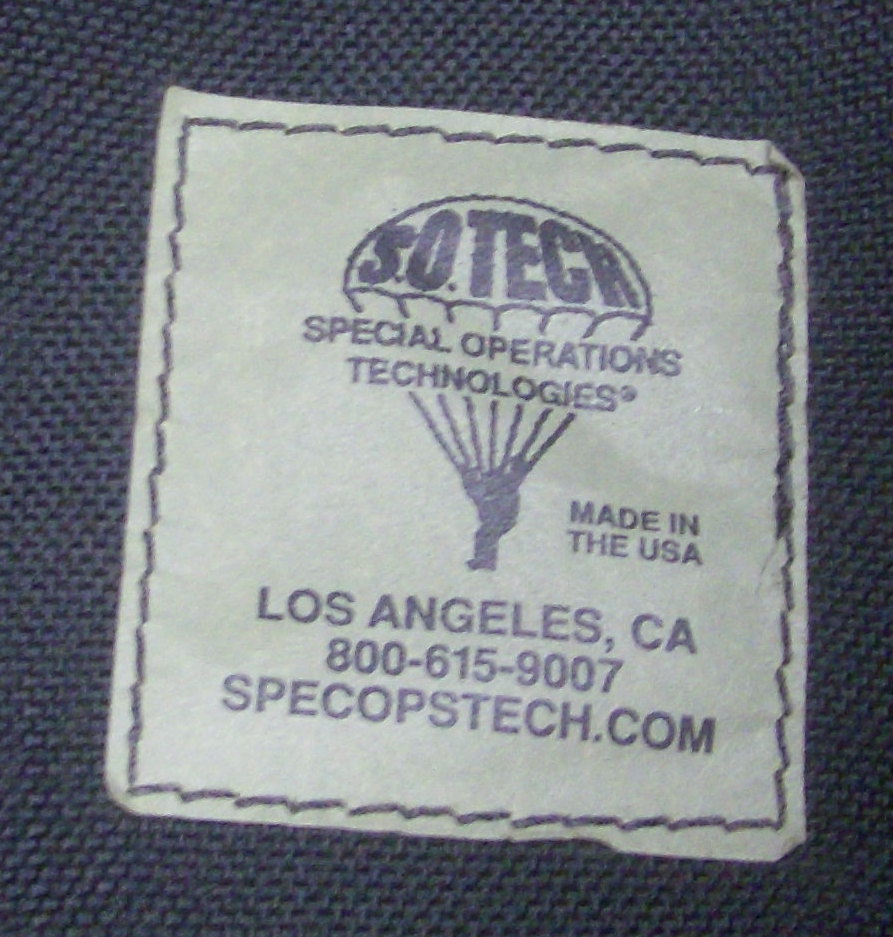 S.O.TECH
SPECIAL OPERATIONS
TECHNOLOGIES®
MADE IN
THE USA
LOS ANGELES, CA
800-615-9007
SPECOPSTECH.COM